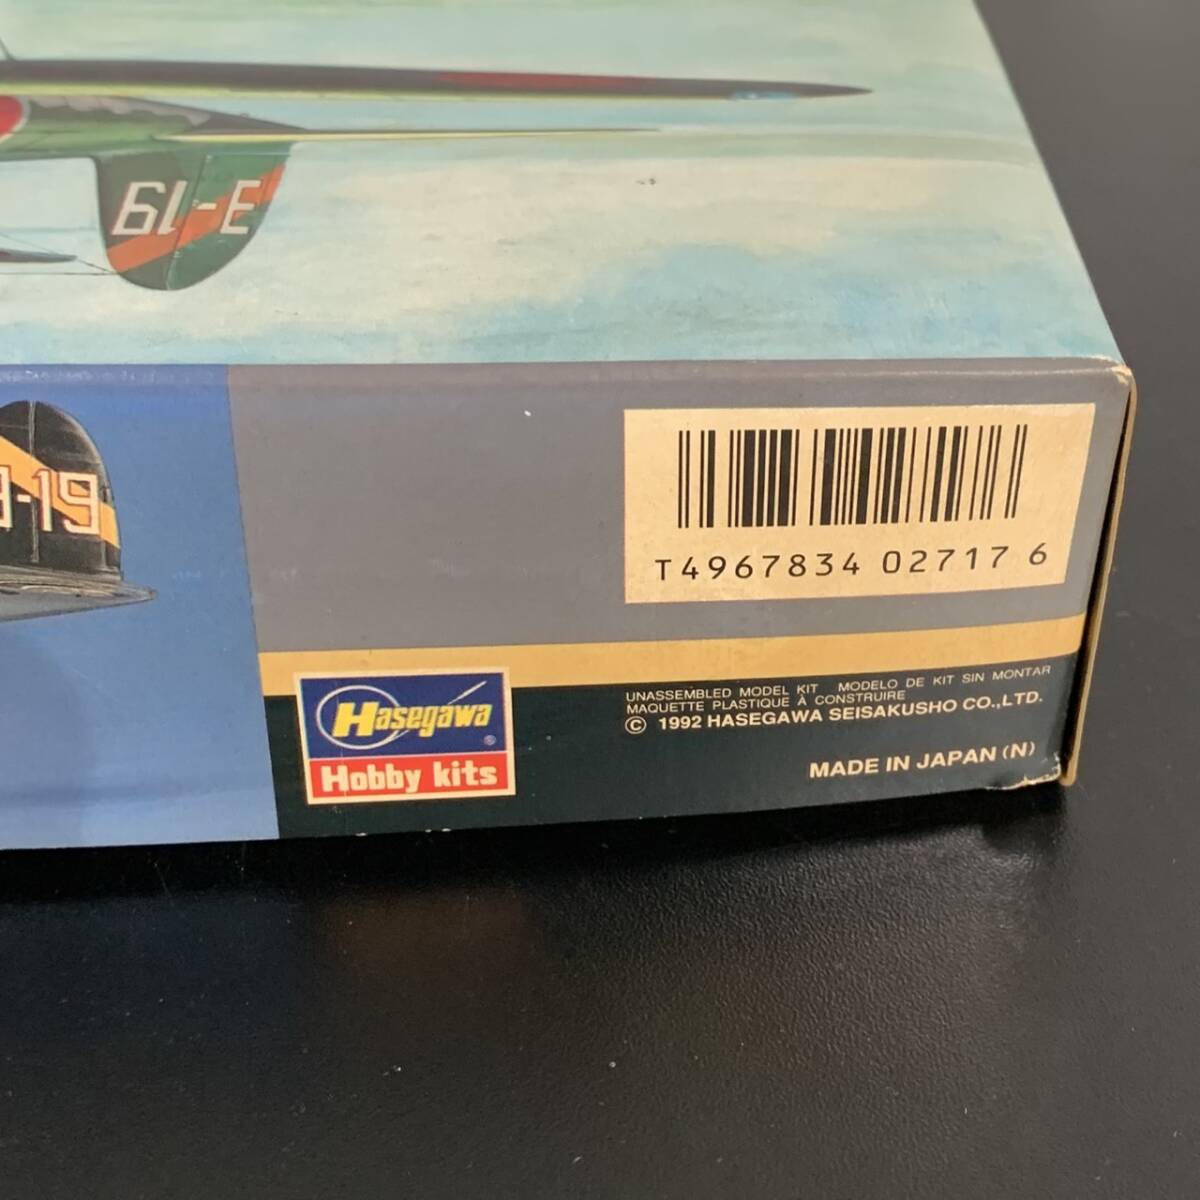 61-E
3-19
T4967834 02717 6
UNASSEMBLED MODEL KIT MODELO DE KIT SIN MONTAR
MAQUETTE PLASTIQUE À CONSTRUIRE
© 1992 HASEGAWA SEISAKUSHO CO.,LTD.
MADE IN JAPAN (N)
Hasegawa ®
Hobby kits